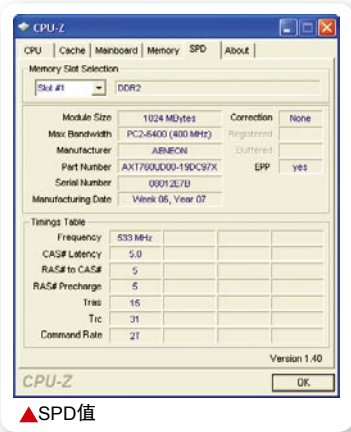 CPU-Z
CPU Cache Mainboard Memory SPD About
Memory Slot Selection
Slot #1 DDR2
Module Size 1024 MBytes Correction None
Max Bandwidth PC2-6400 (400 MHz) Registered
Manufacturer AENEON Buffered
Part Number AXT760UD00-19DC97X EPP yes
Serial Number 08012E7B
Manufacturing Date Week 06, Year 07
Timings Table
Frequency 533 MHz
CAS# Latency 5.0
RAS# to CAS# 5
RAS# Precharge 5
Tras 15
Trc 31
Command Rate 2T
Version 1.40
CPU-Z OK
▲SPD值